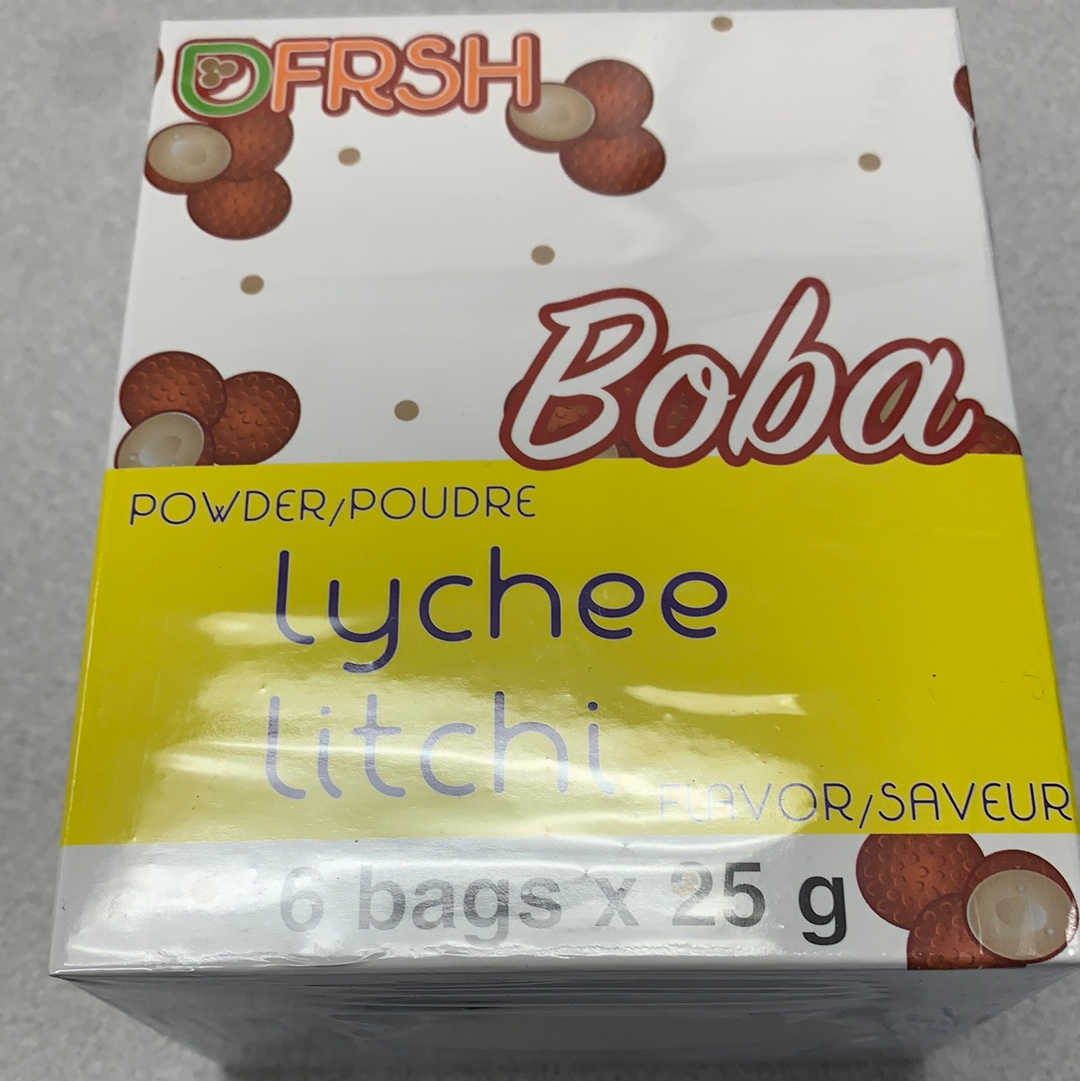 DFRSH
Boba
POWDER/POUDRE
lychee
litchi
FLAVOR/SAVEUR
6 bags x 25 g